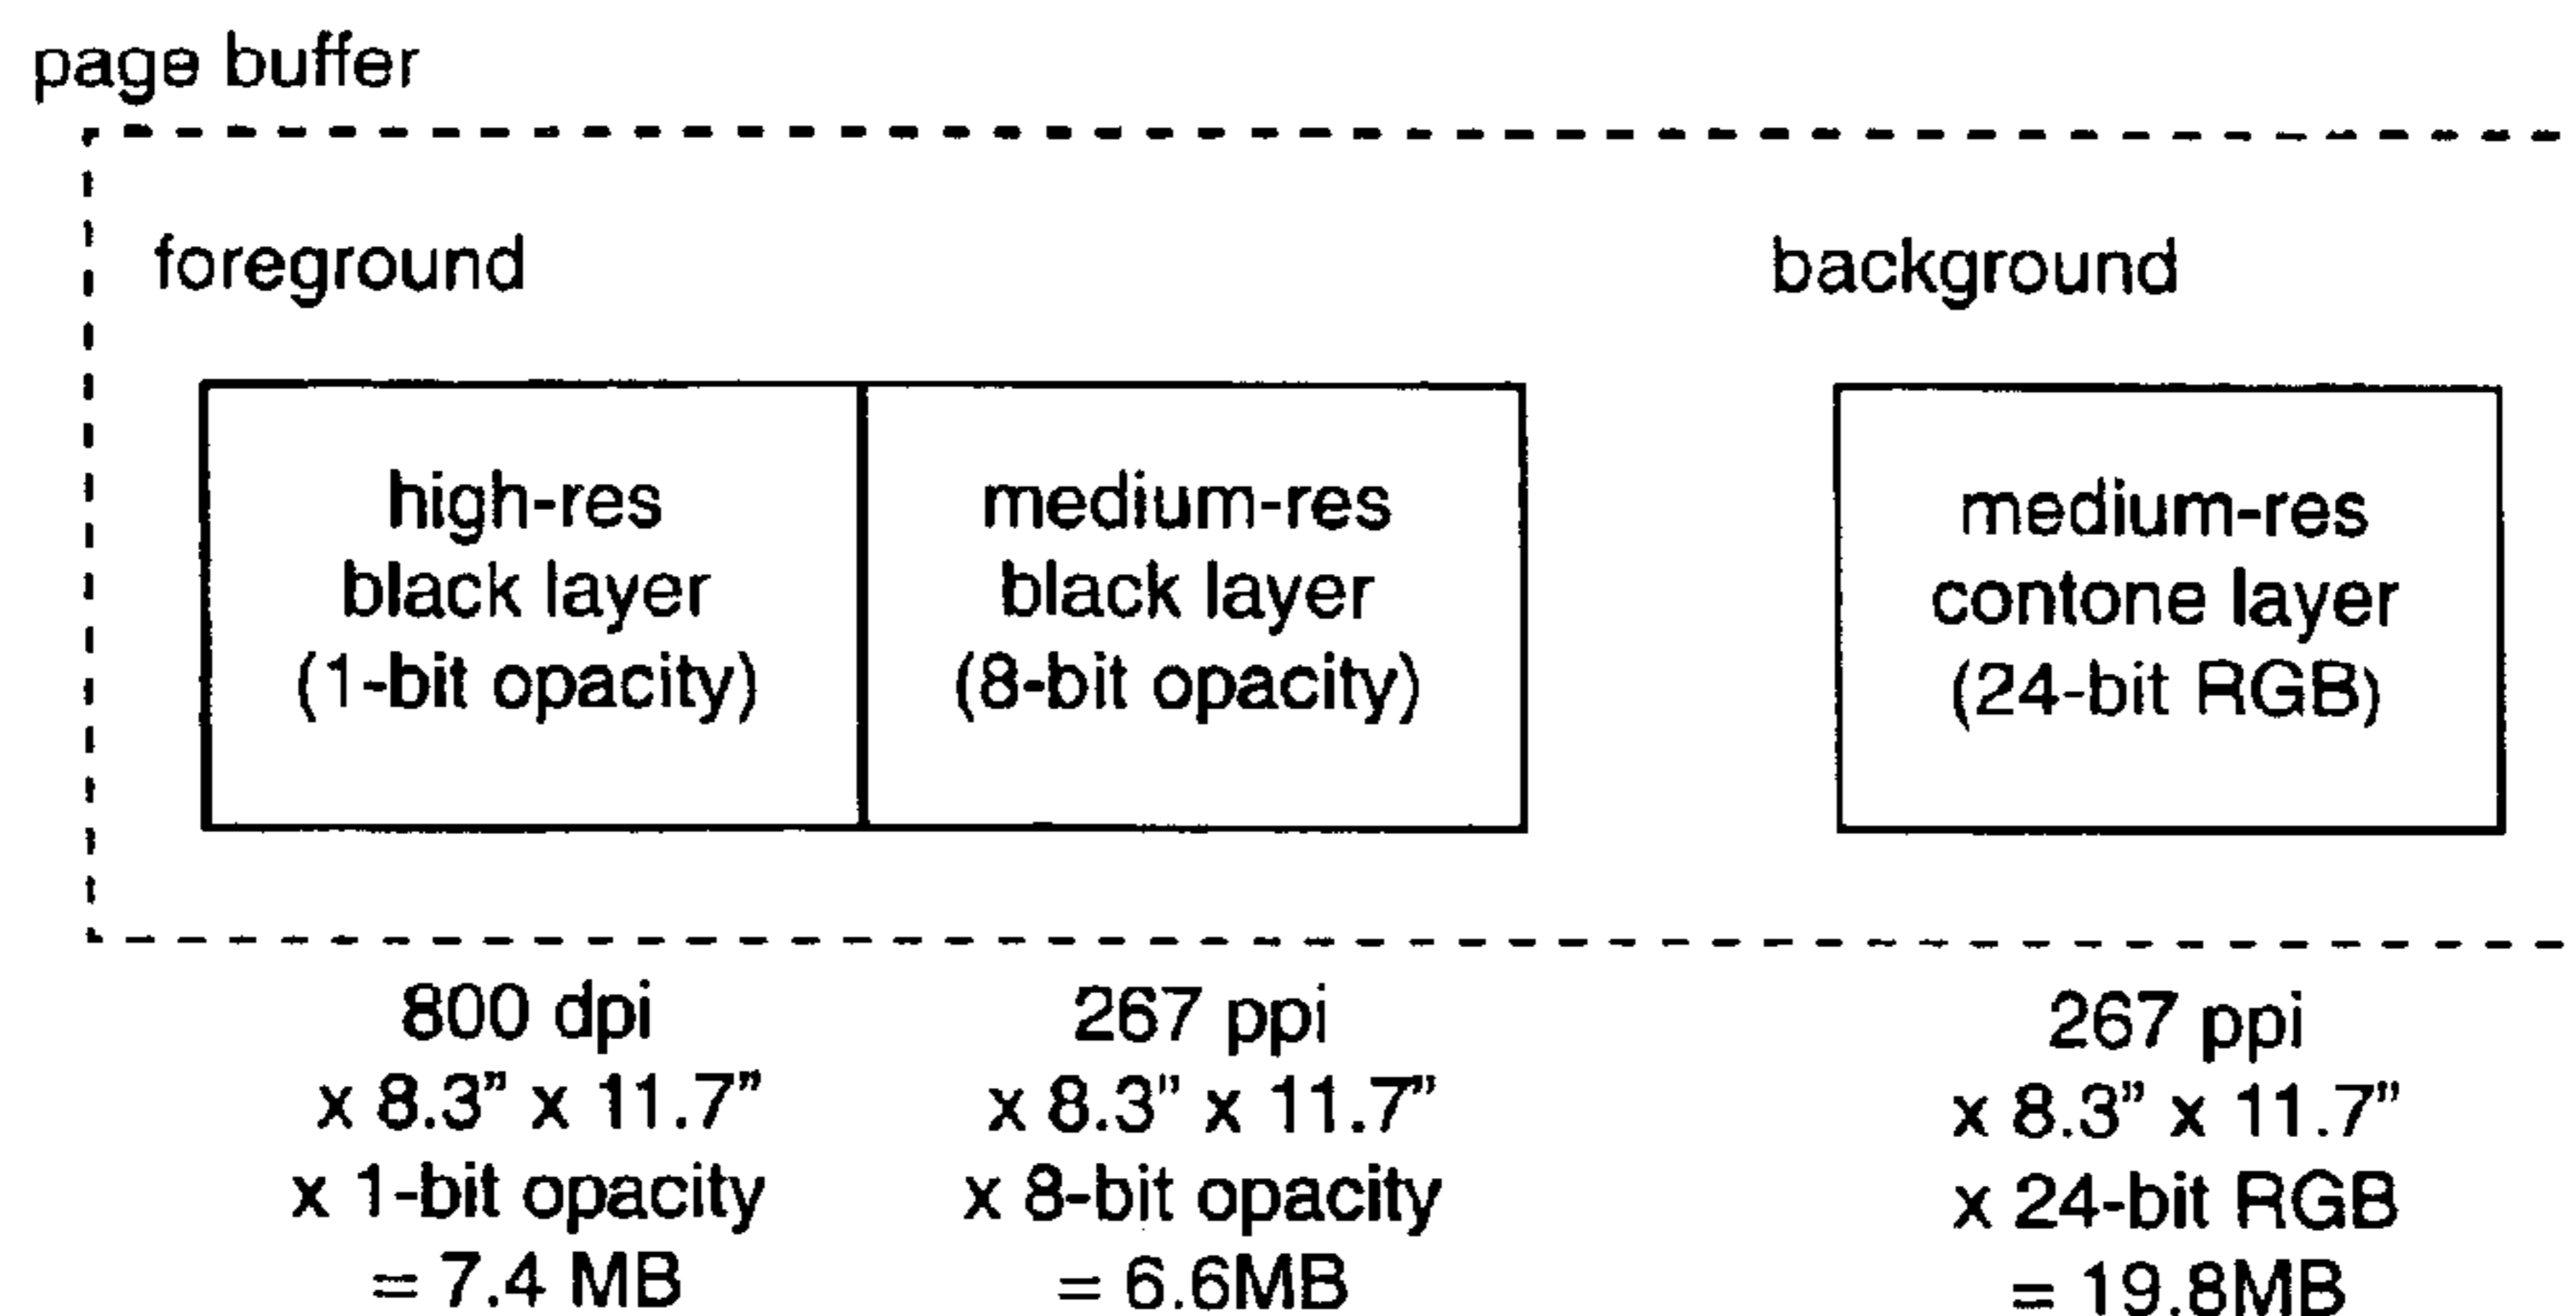 page buffer
foreground
background
high-res
black layer
(1-bit opacity)
medium-res
black layer
(8-bit opacity)
medium-res
contone layer
(24-bit RGB)
800 dpi
x 8.3” x 11.7”
x 1-bit opacity
= 7.4 MB
267 ppi
x 8.3” x 11.7”
x 8-bit opacity
= 6.6MB
267 ppi
x 8.3” x 11.7”
x 24-bit RGB
= 19.8MB